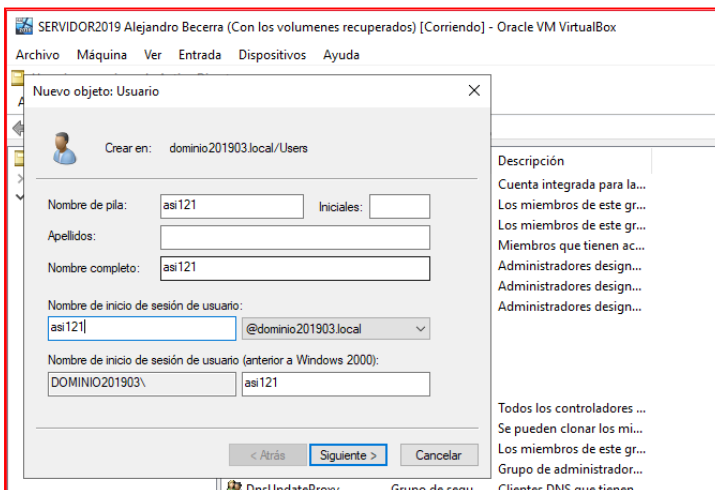 SERVIDOR2019 Alejandro Becerra (Con los volumenes recuperados) [Corriendo] - Oracle VM VirtualBox
Archivo Máquina Ver Entrada Dispositivos Ayuda
Nuevo objeto: Usuario
Crear en: dominio201903.local/Users
Nombre de pila: asi121 Iniciales:
Apellidos:
Nombre completo: asi121
Nombre de inicio de sesión de usuario:
asi121 @dominio201903.local
Nombre de inicio de sesión de usuario (anterior a Windows 2000):
DOMINIO201903\ asi121
< Atrás Siguiente > Cancelar
Descripción
Cuenta integrada para la...
Los miembros de este gr...
Los miembros de este gr...
Miembros que tienen ac...
Administradores design...
Administradores design...
Administradores design...
Todos los controladores ...
Se pueden clonar los mi...
Los miembros de este gr...
Grupo de administrador...
DnsUpdateProxy Grupo de segu... Clientes DNS que tienen